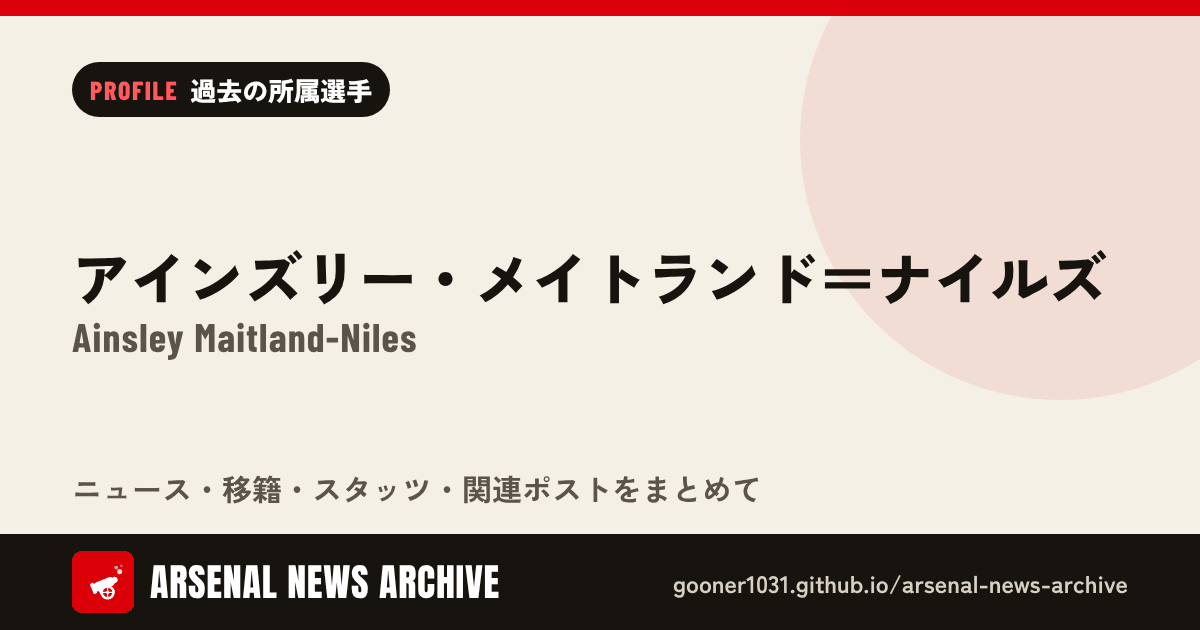 PROFILE 過去の所属選手
アインズリー・メイトランド＝ナイルズ
Ainsley Maitland-Niles
ニュース・移籍・スタッツ・関連ポストをまとめて
ARSENAL NEWS ARCHIVE
gooner1031.github.io/arsenal-news-archive